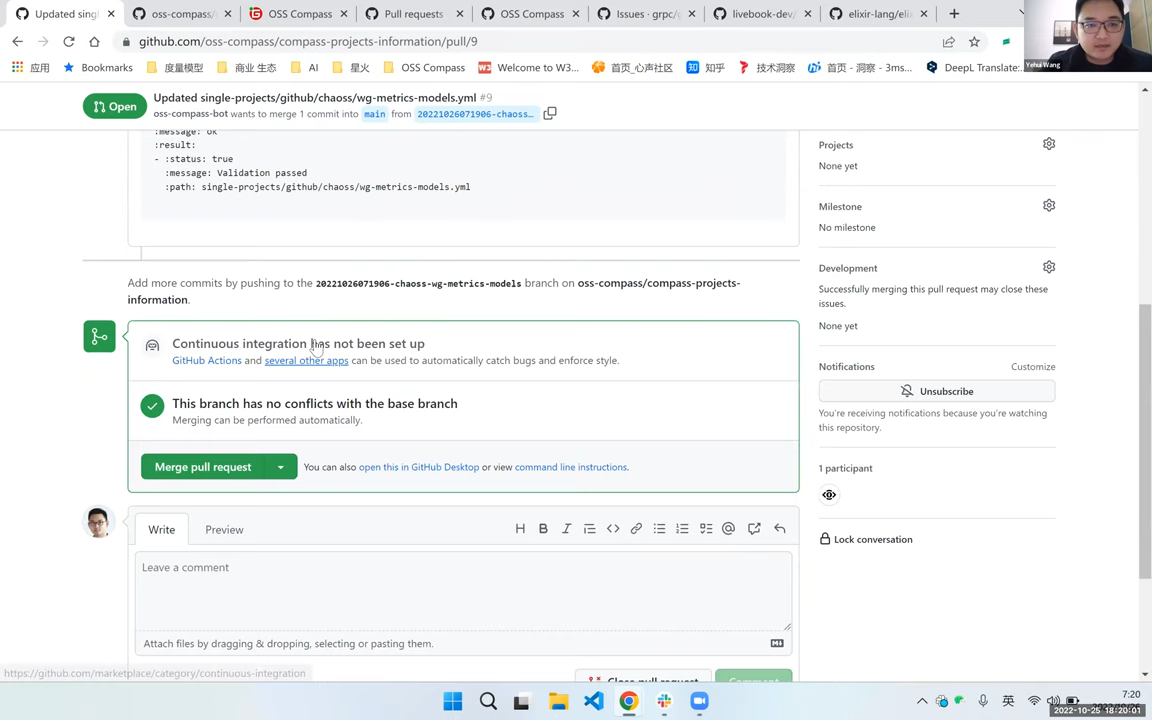 Updated singl
oss-compass/
OSS Compass
Pull requests
OSS Compass
Issues · grpc/g
livebook-dev/
elixir-lang/eli
github.com/oss-compass/compass-projects-information/pull/9
Yehui Wang
应用
Bookmarks
度量模型
商业 生态
AI
星火
OSS Compass
Welcome to W3...
首页_心声社区
知乎
技术洞察
首页 - 洞察 - 3ms...
DeepL Translate:...
Open
Updated single-projects/github/chaoss/wg-metrics-models.yml #9
oss-compass-bot wants to merge 1 commit into main from 20221026071906-chaoss...
:message: ok
:result:
- :status: true
:message: Validation passed
:path: single-projects/github/chaoss/wg-metrics-models.yml
Add more commits by pushing to the 20221026071906-chaoss-wg-metrics-models branch on oss-compass/compass-projects-
information.
Continuous integration has not been set up
GitHub Actions and several other apps can be used to automatically catch bugs and enforce style.
This branch has no conflicts with the base branch
Merging can be performed automatically.
Merge pull request
You can also open this in GitHub Desktop or view command line instructions.
Write
Preview
H B I
Leave a comment
Attach files by dragging & dropping, selecting or pasting them.
Close pull request
Comment
Projects
None yet
Milestone
No milestone
Development
Successfully merging this pull request may close these
issues.
None yet
Notifications
Customize
Unsubscribe
You're receiving notifications because you're watching
this repository.
1 participant
Lock conversation
https://github.com/marketplace/category/continuous-integration
英
7:20
2022-10-25 18:20:01